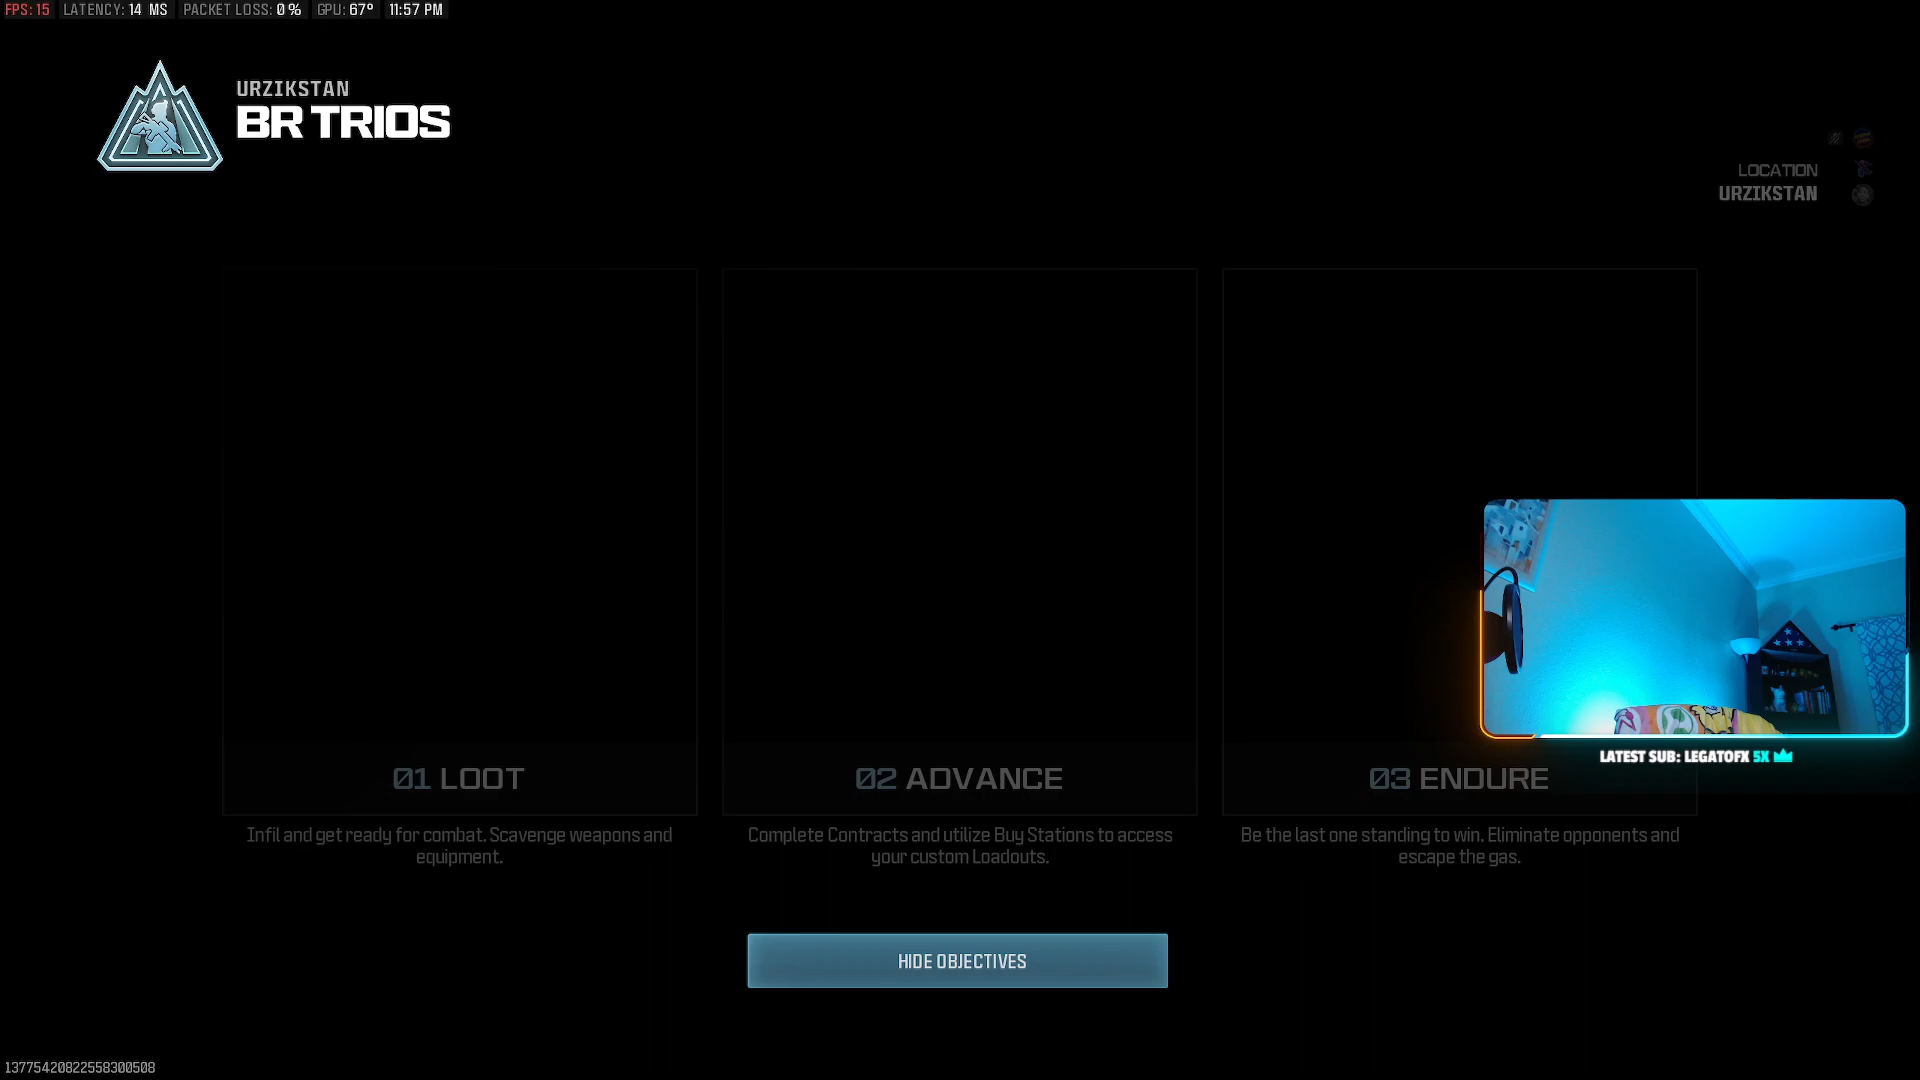 FPS: 15 LATENCY: 14 MS PACKET LOSS: 0 % GPU: 67° 11:57 PM
URZIKSTAN
BR TRIOS
LOCATION
URZIKSTAN
01 LOOT
Infil and get ready for combat. Scavenge weapons and
equipment.
02 ADVANCE
Complete Contracts and utilize Buy Stations to access
your custom Loadouts.
03 ENDURE
Be the last one standing to win. Eliminate opponents and
escape the gas.
LATEST SUB: LEGATOFX 5X
HIDE OBJECTIVES
13775420822558300508